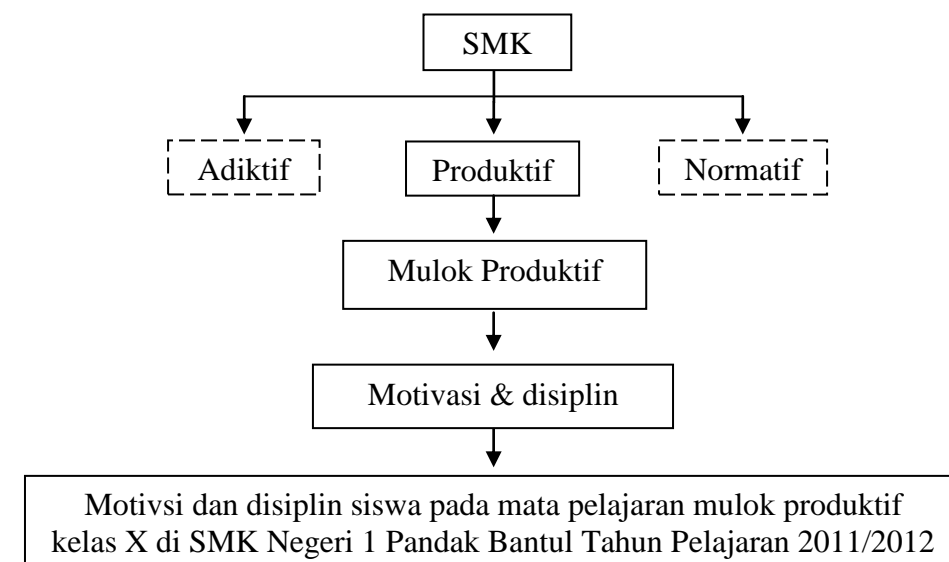 SMK
Adiktif
Produktif
Normatif
Mulok Produktif
Motivasi & disiplin
Motivsi dan disiplin siswa pada mata pelajaran mulok produktif
kelas X di SMK Negeri 1 Pandak Bantul Tahun Pelajaran 2011/2012